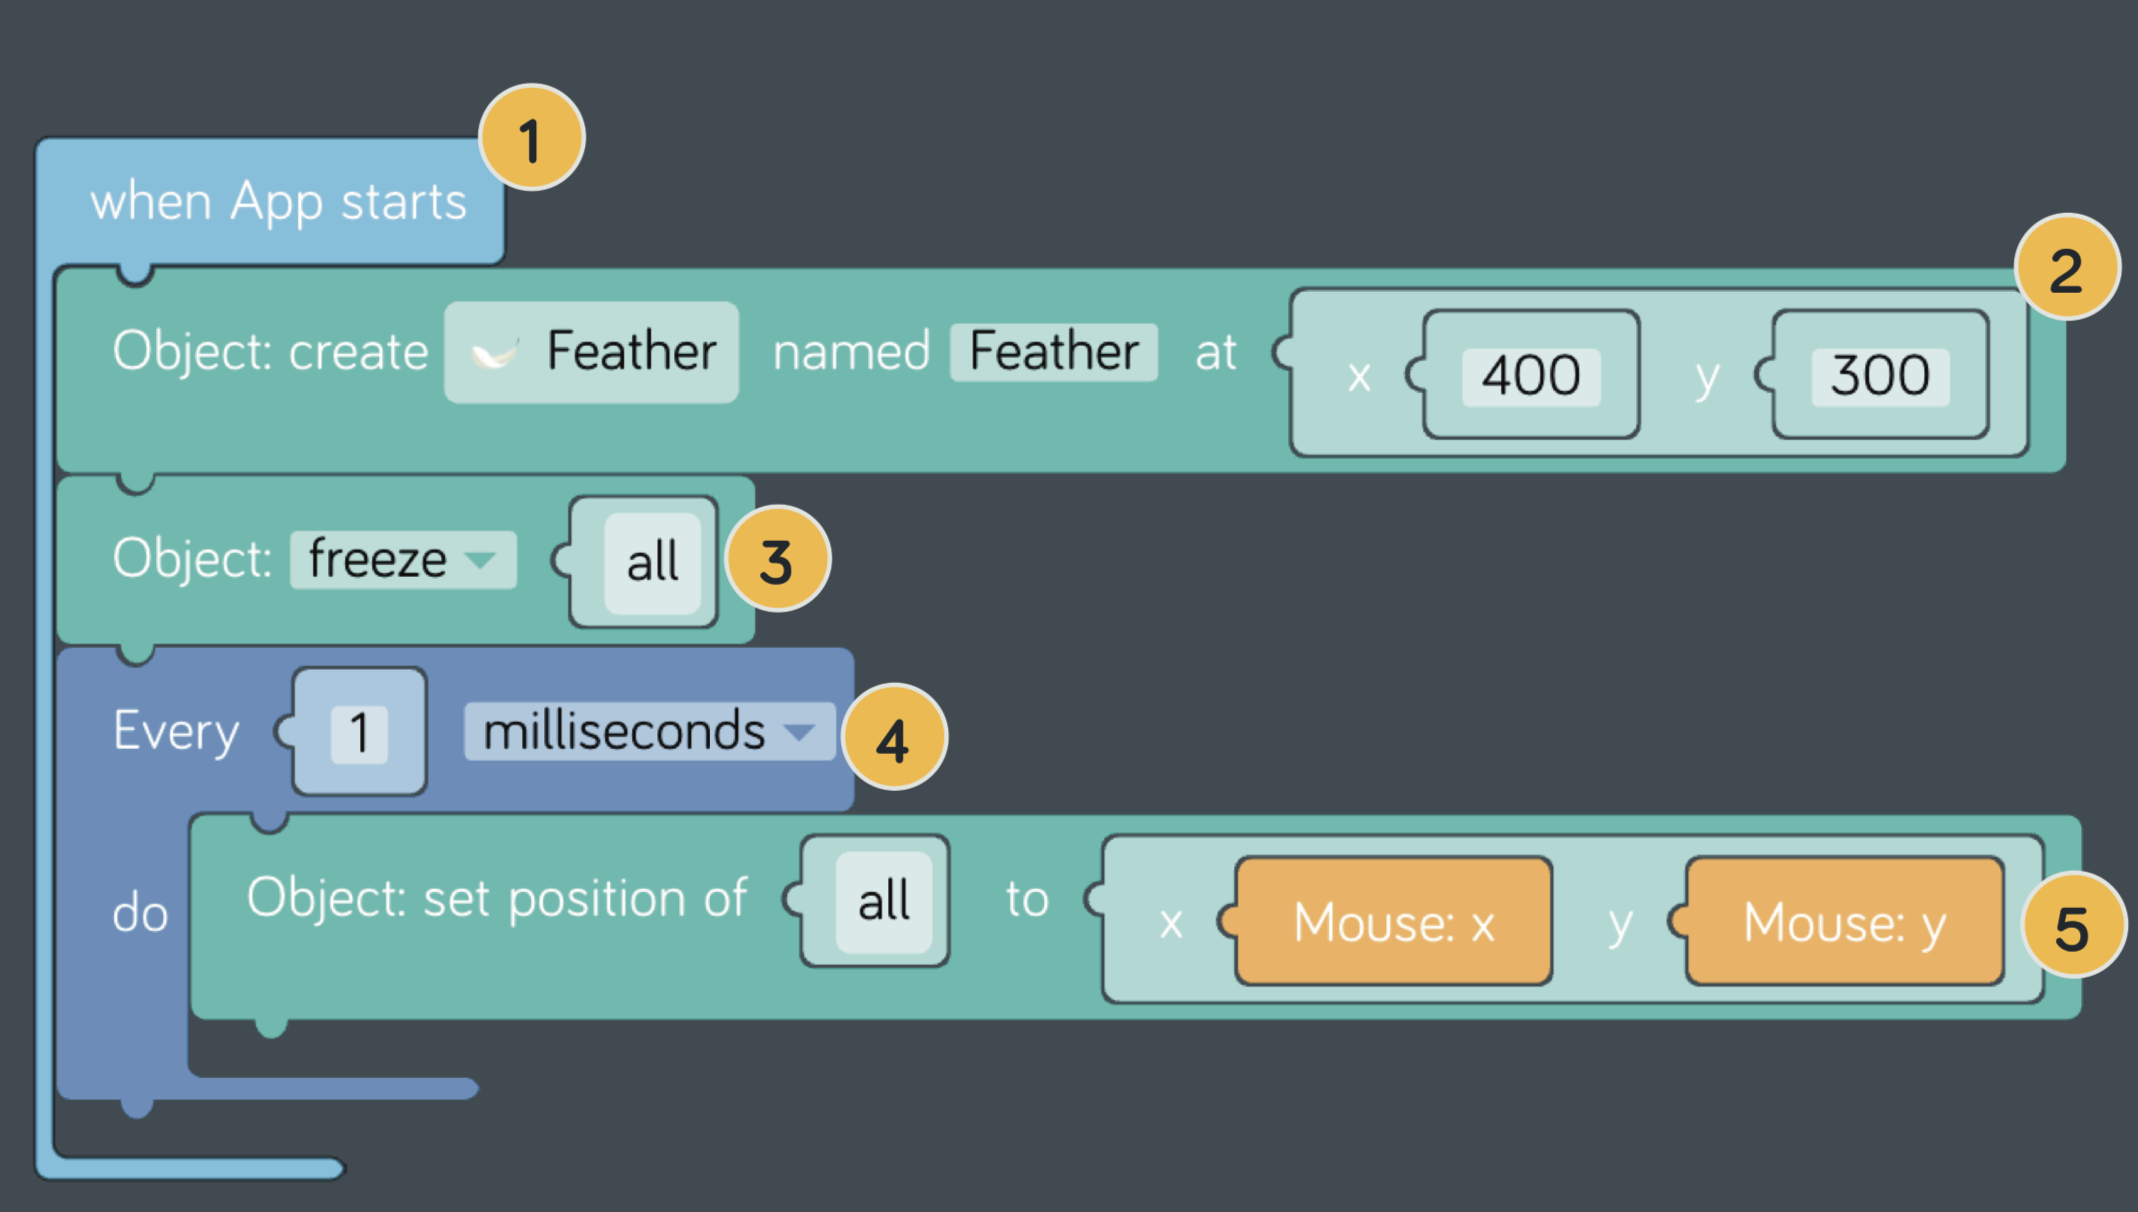 1
when App starts
2
Object: create Feather named Feather at x 400 y 300
Object: freeze all 3
Every 1 milliseconds 4
do Object: set position of all to x Mouse: x y Mouse: y 5